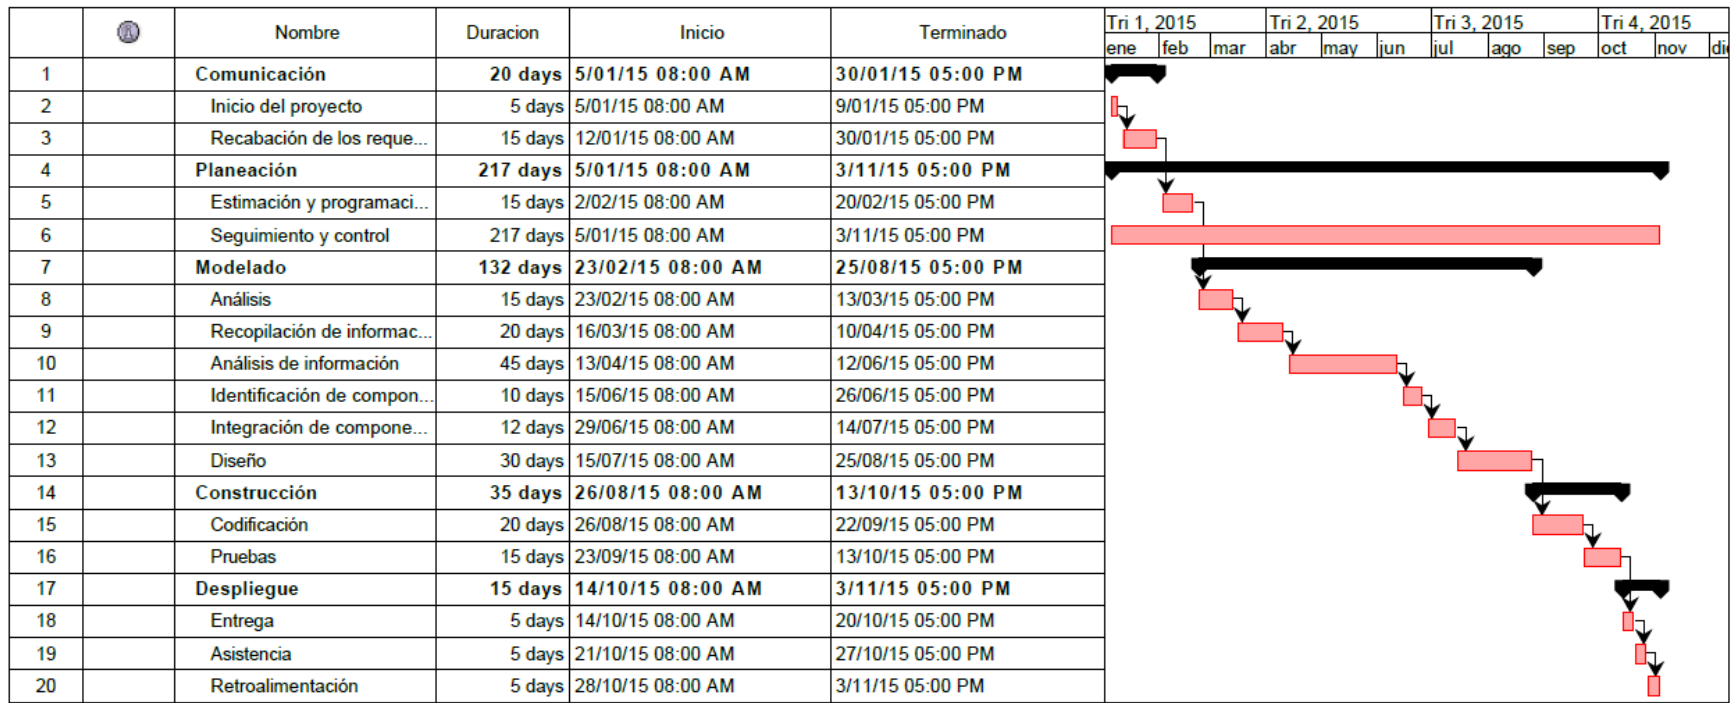 Nombre Duracion Inicio Terminado Tri 1, 2015 Tri 2, 2015 Tri 3, 2015 Tri 4, 2015
ene feb mar abr may jun jul ago sep oct nov di
1 Comunicación 20 days 5/01/15 08:00 AM 30/01/15 05:00 PM
2 Inicio del proyecto 5 days 5/01/15 08:00 AM 9/01/15 05:00 PM
3 Recabación de los reque... 15 days 12/01/15 08:00 AM 30/01/15 05:00 PM
4 Planeación 217 days 5/01/15 08:00 AM 3/11/15 05:00 PM
5 Estimación y programaci... 15 days 2/02/15 08:00 AM 20/02/15 05:00 PM
6 Seguimiento y control 217 days 5/01/15 08:00 AM 3/11/15 05:00 PM
7 Modelado 132 days 23/02/15 08:00 AM 25/08/15 05:00 PM
8 Análisis 15 days 23/02/15 08:00 AM 13/03/15 05:00 PM
9 Recopilación de informac... 20 days 16/03/15 08:00 AM 10/04/15 05:00 PM
10 Análisis de información 45 days 13/04/15 08:00 AM 12/06/15 05:00 PM
11 Identificación de compon... 10 days 15/06/15 08:00 AM 26/06/15 05:00 PM
12 Integración de compone... 12 days 29/06/15 08:00 AM 14/07/15 05:00 PM
13 Diseño 30 days 15/07/15 08:00 AM 25/08/15 05:00 PM
14 Construcción 35 days 26/08/15 08:00 AM 13/10/15 05:00 PM
15 Codificación 20 days 26/08/15 08:00 AM 22/09/15 05:00 PM
16 Pruebas 15 days 23/09/15 08:00 AM 13/10/15 05:00 PM
17 Despliegue 15 days 14/10/15 08:00 AM 3/11/15 05:00 PM
18 Entrega 5 days 14/10/15 08:00 AM 20/10/15 05:00 PM
19 Asistencia 5 days 21/10/15 08:00 AM 27/10/15 05:00 PM
20 Retroalimentación 5 days 28/10/15 08:00 AM 3/11/15 05:00 PM